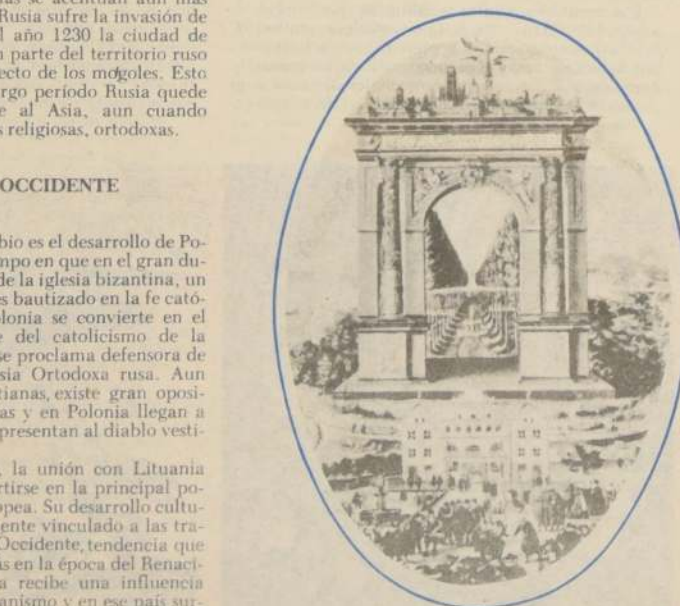 as se acentúan aún más
Rusia sufre la invasión de
l año 1230 la ciudad de
n parte del territorio ruso
ecto de los mógoles. Esto
rgo período Rusia quede
e al Asia, aun cuando
s religiosas, ortodoxas.
OCCIDENTE
bio es el desarrollo de Po-
mpo en que en el gran du-
de la iglesia bizantina, un
es bautizado en la fe cató-
olonia se convierte en el
e del catolicismo de la
se proclama defensora de
sia Ortodoxa rusa. Aun
tianas, existe gran oposi-
as y en Polonia llegan a
presentan al diablo vesti-
, la unión con Lituania
rtirse en la principal po-
opea. Su desarrollo cultu-
ente vinculado a las tra-
Occidente, tendencia que
as en la época del Renaci-
a recibe una influencia
anismo y en ese país sur-